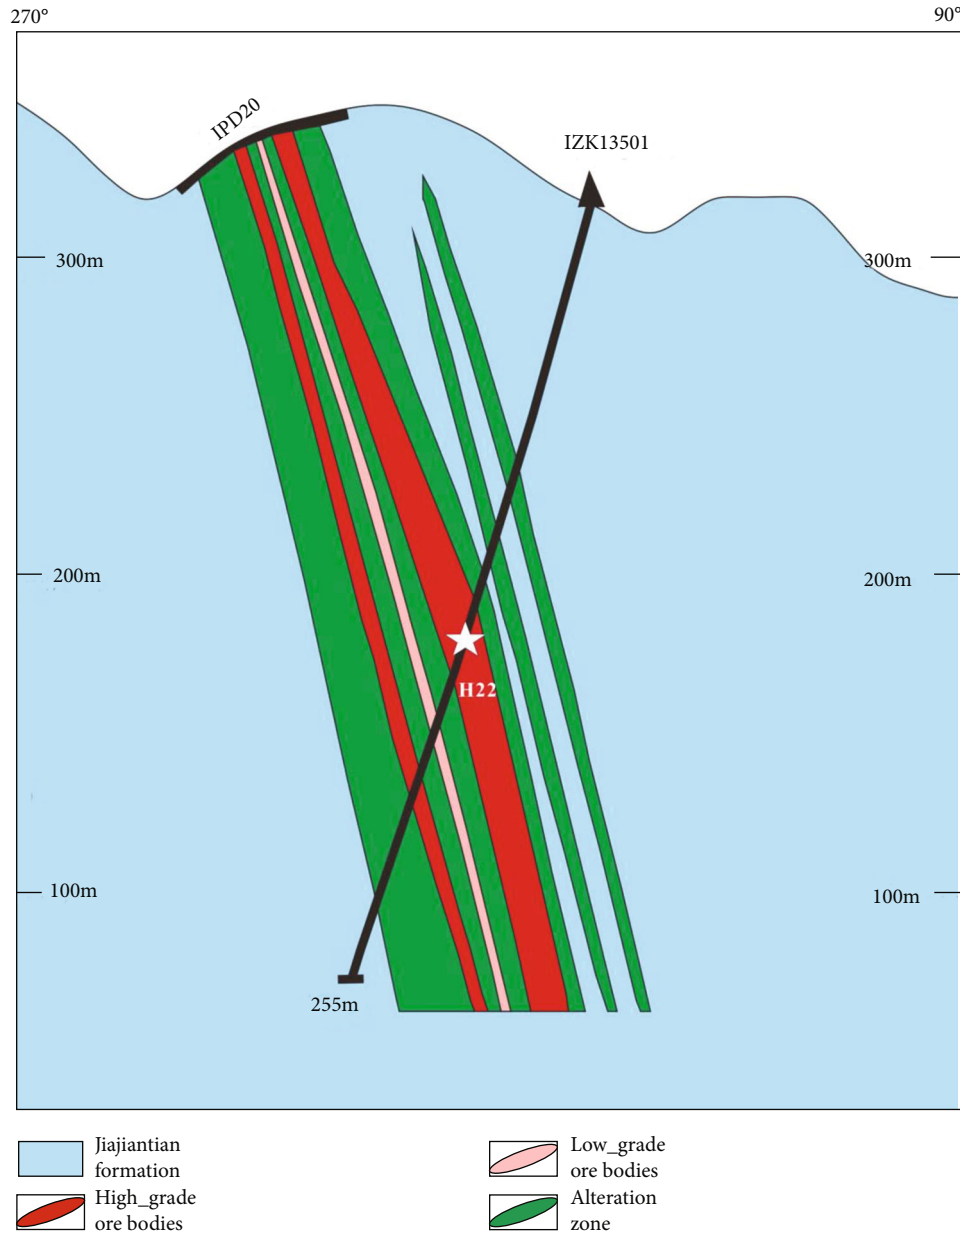 270°
90°
IPD20
IZK13501
300m
300m
200m
200m
H22
100m
100m
255m
Jiajiantian
formation
Low_grade
ore bodies
High_grade
ore bodies
Alteration
zone